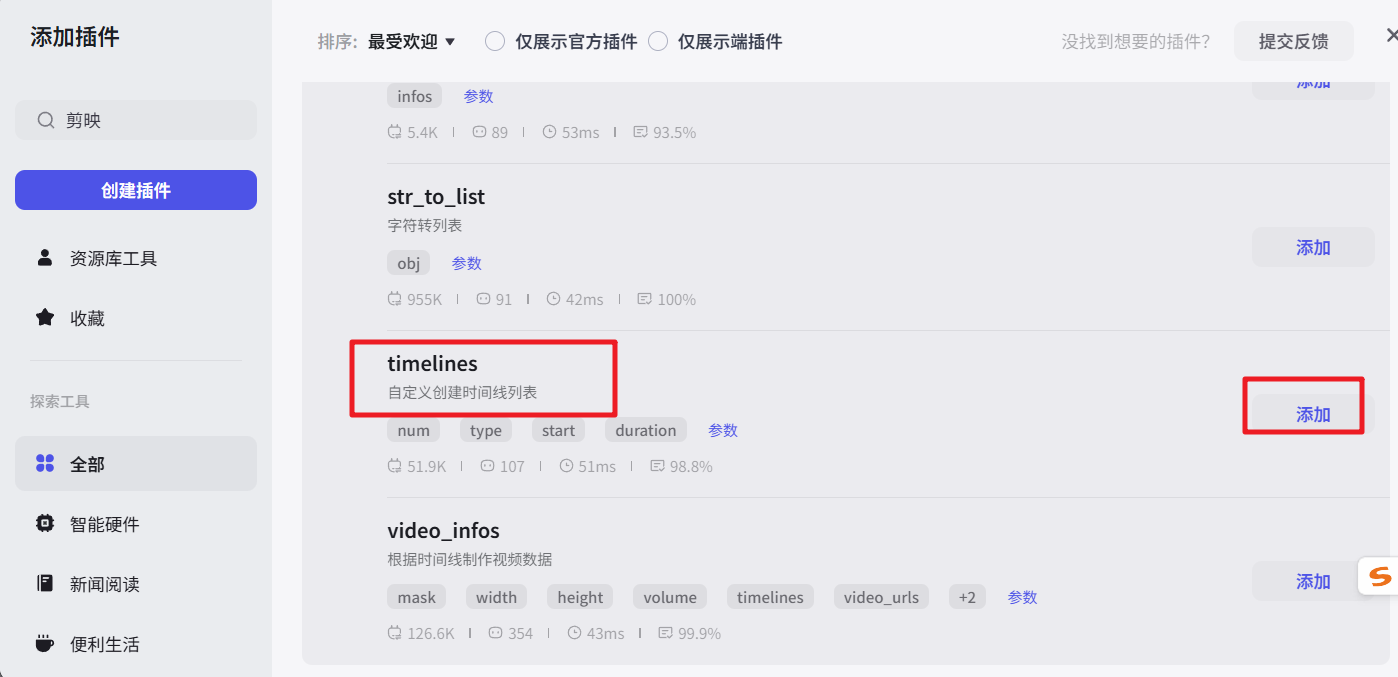 添加插件
剪映
创建插件
资源库工具
收藏
探索工具
全部
智能硬件
新闻阅读
便利生活
排序: 最受欢迎 仅展示官方插件 仅展示端插件 没找到想要的插件? 提交反馈
添加
infos 参数
5.4K 89 53ms 93.5%
str_to_list
字符转列表
添加
obj 参数
955K 91 42ms 100%
timelines
自定义创建时间线列表
添加
num type start duration 参数
51.9K 107 51ms 98.8%
video_infos
根据时间线制作视频数据
添加
mask width height volume timelines video_urls +2 参数
126.6K 354 43ms 99.9%